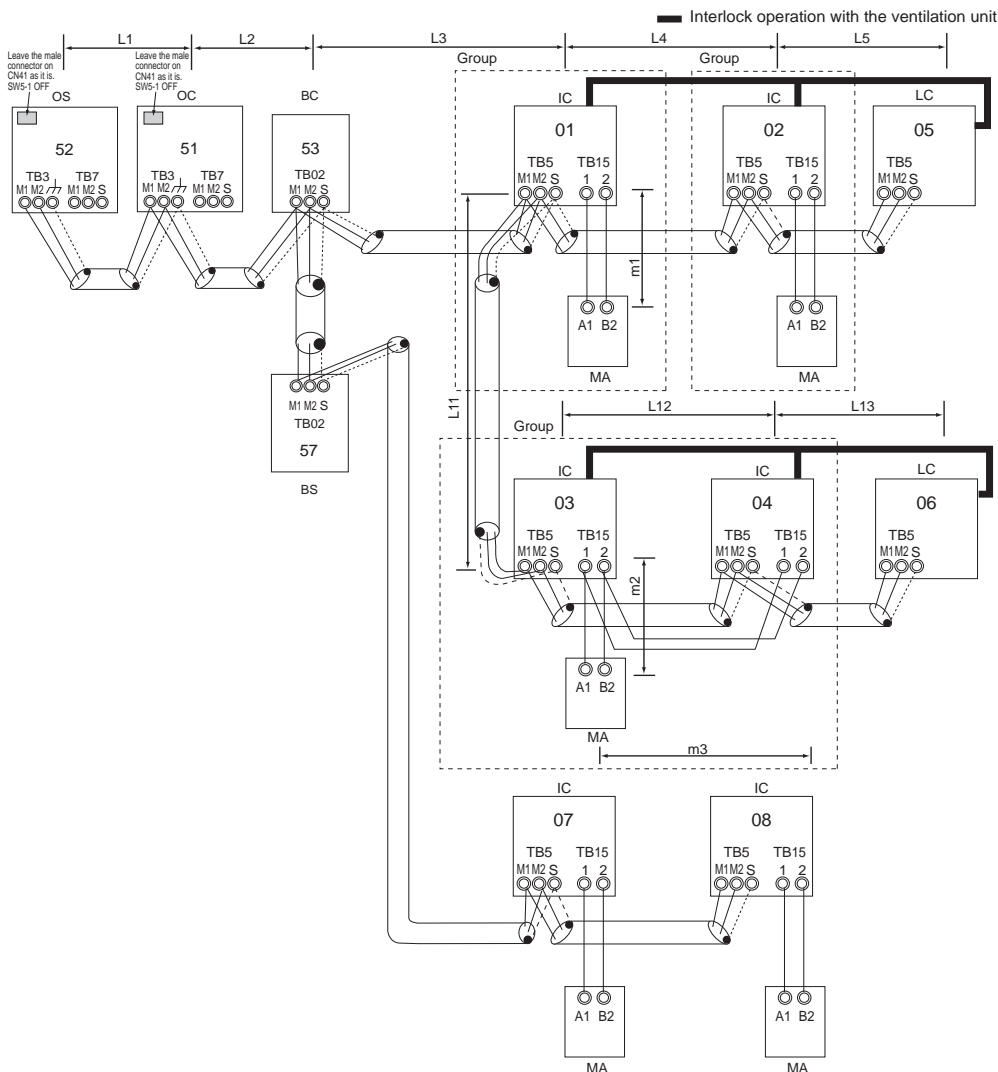 Interlock operation with the ventilation unit
L1 L2 L3 L4 L5
Leave the male
connector on
CN41 as it is.
SW5-1 OFF
Leave the male
connector on
CN41 as it is.
SW5-1 OFF
Group Group
OS OC BC IC IC LC
52 51 53 01 02 05
TB3 TB7 TB3 TB7 TB02 TB5 TB15 TB5 TB15 TB5
M1 M2 M1 M2 S M1 M2 M1 M2 S M1 M2 S M1 M2 S 1 2 M1 M2 S 1 2 M1 M2 S
m1
A1 B2 A1 B2
MA MA
M1 M2 S
TB02
57
BS
L11
L12 L13
Group
IC IC LC
03 04 06
TB5 TB15 TB5 TB15 TB5
M1 M2 S 1 2 M1 M2 S 1 2 M1 M2 S
m2
A1 B2
MA
m3
IC IC
07 08
TB5 TB15 TB5 TB15
M1 M2 S 1 2 M1 M2 S 1 2
A1 B2 A1 B2
MA MA